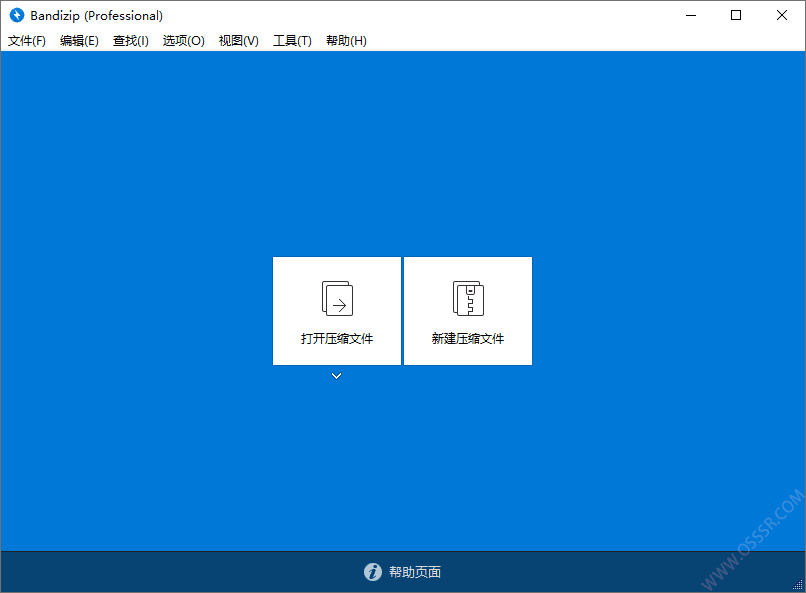 Bandizip (Professional)
文件(F) 编辑(E) 查找(I) 选项(O) 视图(V) 工具(T) 帮助(H)
打开压缩文件 新建压缩文件
帮助页面
WWW.OSSSR.COM